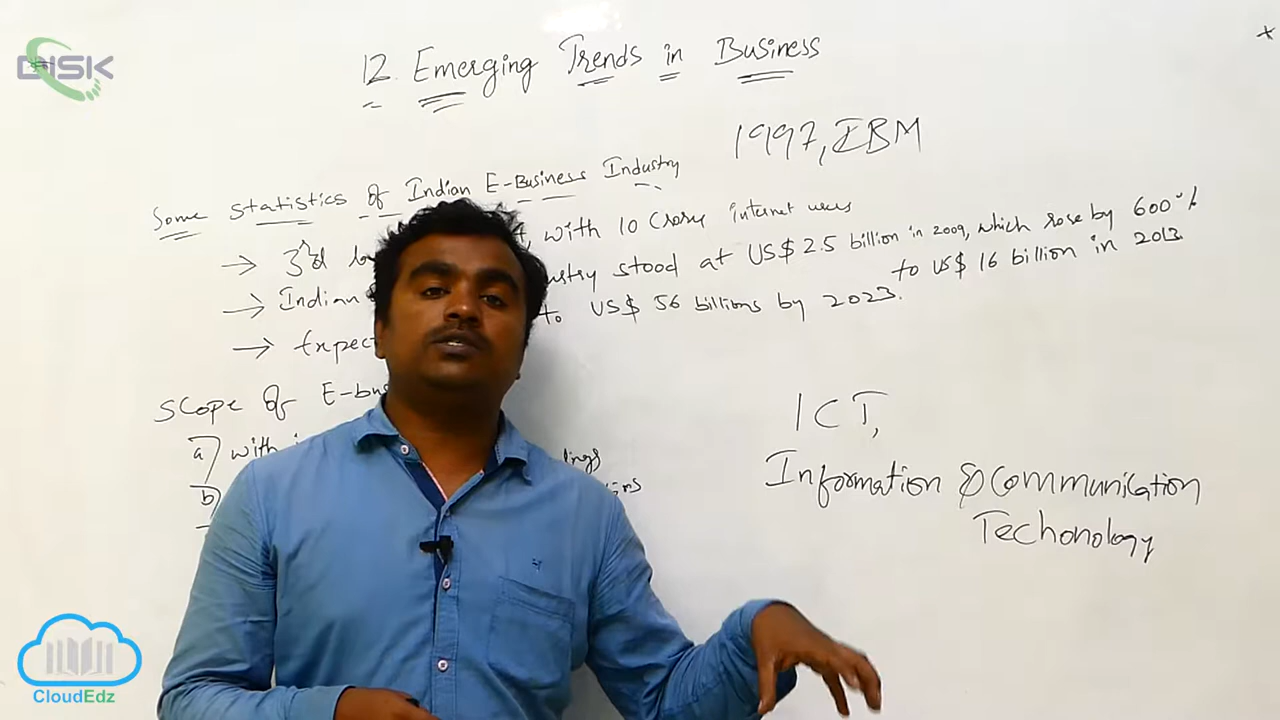 DISK
12. Emerging Trends in Business
1997, IBM
Some statistics of Indian E-Business Industry
→ 3rd , with 10 Crore internet users
→ Indian stood at US$ 2.5 billion in 2009, which rose by 600%
to US$ 16 billion in 2013
→ Expect to US$ 56 billions by 2023.
Scope of E-bus
ICT,
a) with
b)
Information & Communication
Techonology
CloudEdz